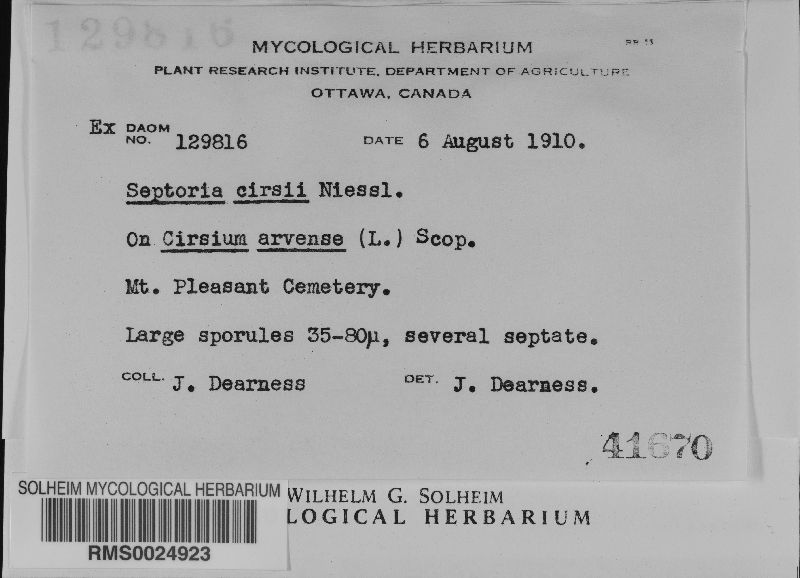 129816
MYCOLOGICAL HERBARIUM
PLANT RESEARCH INSTITUTE, DEPARTMENT OF AGRICULTURE
OTTAWA, CANADA
Ex DAOM NO. 129816 DATE 6 August 1910.
Septoria cirsii Niessl.
On Cirsium arvense (L.) Scop.
Mt. Pleasant Cemetery.
Large sporules 35-80µ, several septate.
COLL. J. Dearness DET. J. Dearness.
41670
SOLHEIM MYCOLOGICAL HERBARIUM
RMS0024923
WILHELM G. SOLHEIM
LOGICAL HERBARIUM